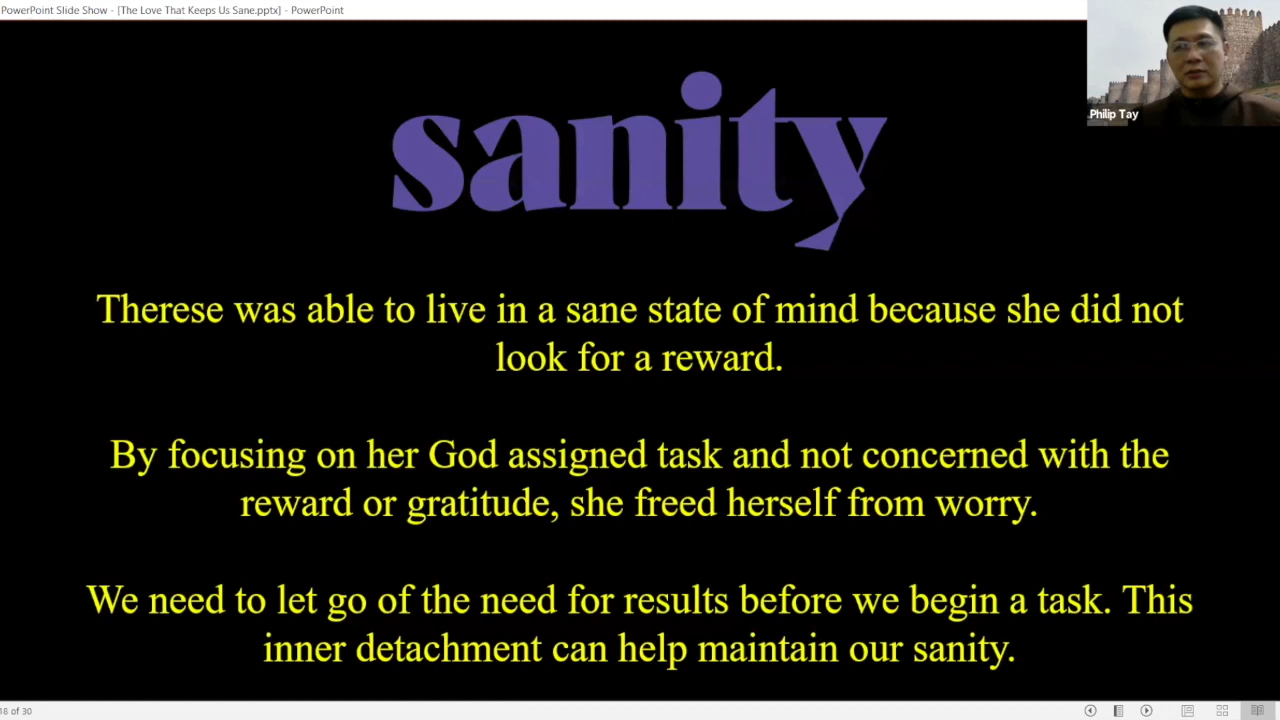 PowerPoint Slide Show - [The Love That Keeps Us Sane.pptx] - PowerPoint
Philip Tay
sanity
Therese was able to live in a sane state of mind because she did not
look for a reward.
By focusing on her God assigned task and not concerned with the
reward or gratitude, she freed herself from worry.
We need to let go of the need for results before we begin a task. This
inner detachment can help maintain our sanity.
18 of 30